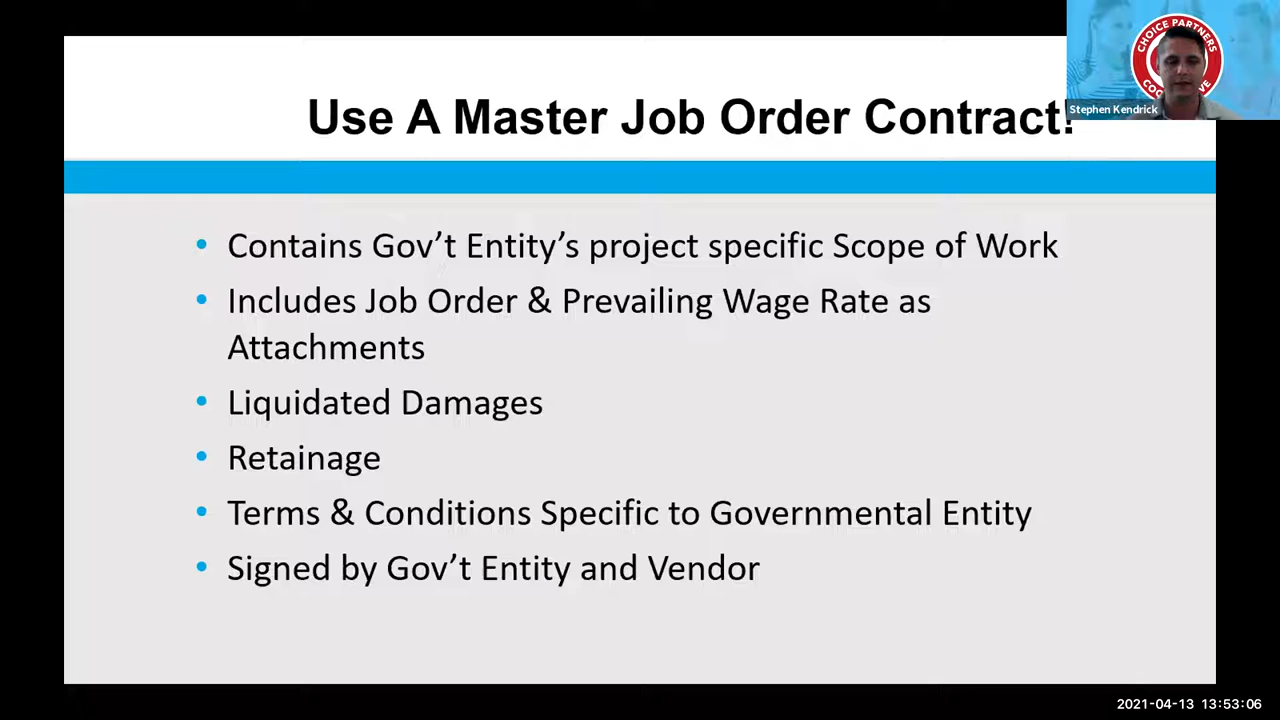 CHOICE PARTNERS
Stephen Kendrick
Use A Master Job Order Contract!
• Contains Gov’t Entity’s project specific Scope of Work
• Includes Job Order & Prevailing Wage Rate as
Attachments
• Liquidated Damages
• Retainage
• Terms & Conditions Specific to Governmental Entity
• Signed by Gov’t Entity and Vendor
2021-04-13 13:53:06